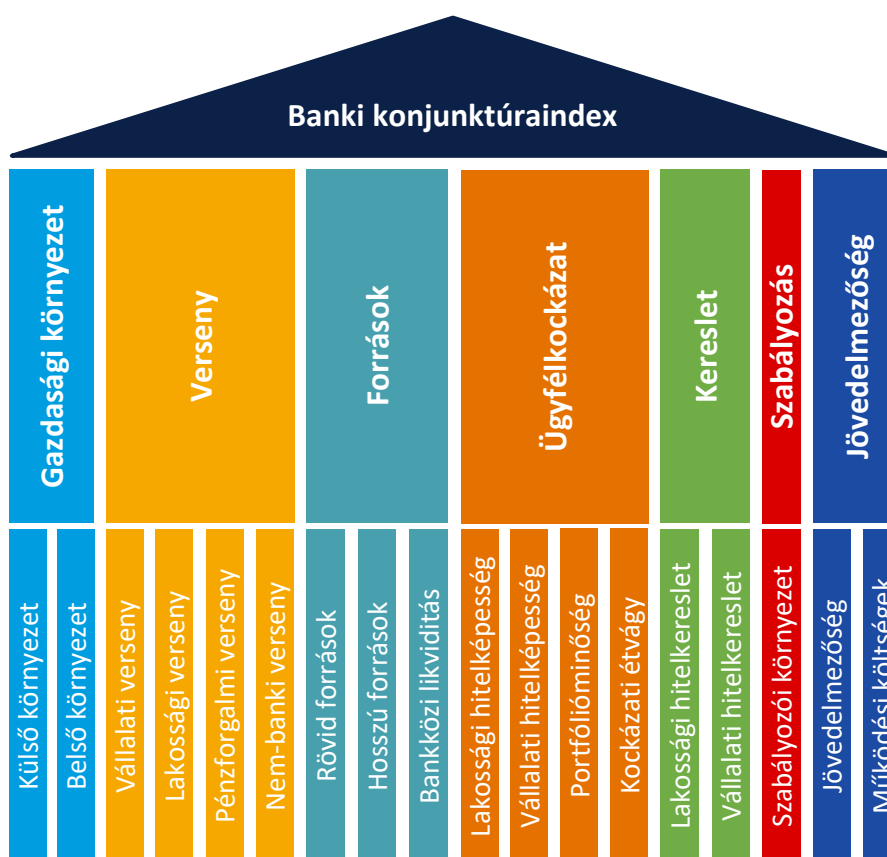 Banki konjunktúraindex
Gazdasági környezet
Verseny
Források
Ügyfélkockázat
Kereslet
Szabályozás
Jövedelmezőség
Külső környezet
Belső környezet
Vállalati verseny
Lakossági verseny
Pénzforgalmi verseny
Nem-banki verseny
Rövid források
Hosszú források
Bankközi likviditás
Lakossági hitelképesség
Vállalati hitelképesség
Portfólióminőség
Kockázati étvágy
Lakossági hitelkereslet
Vállalati hitelkereslet
Szabályozói környezet
Jövedelmezőség
Működési költségek